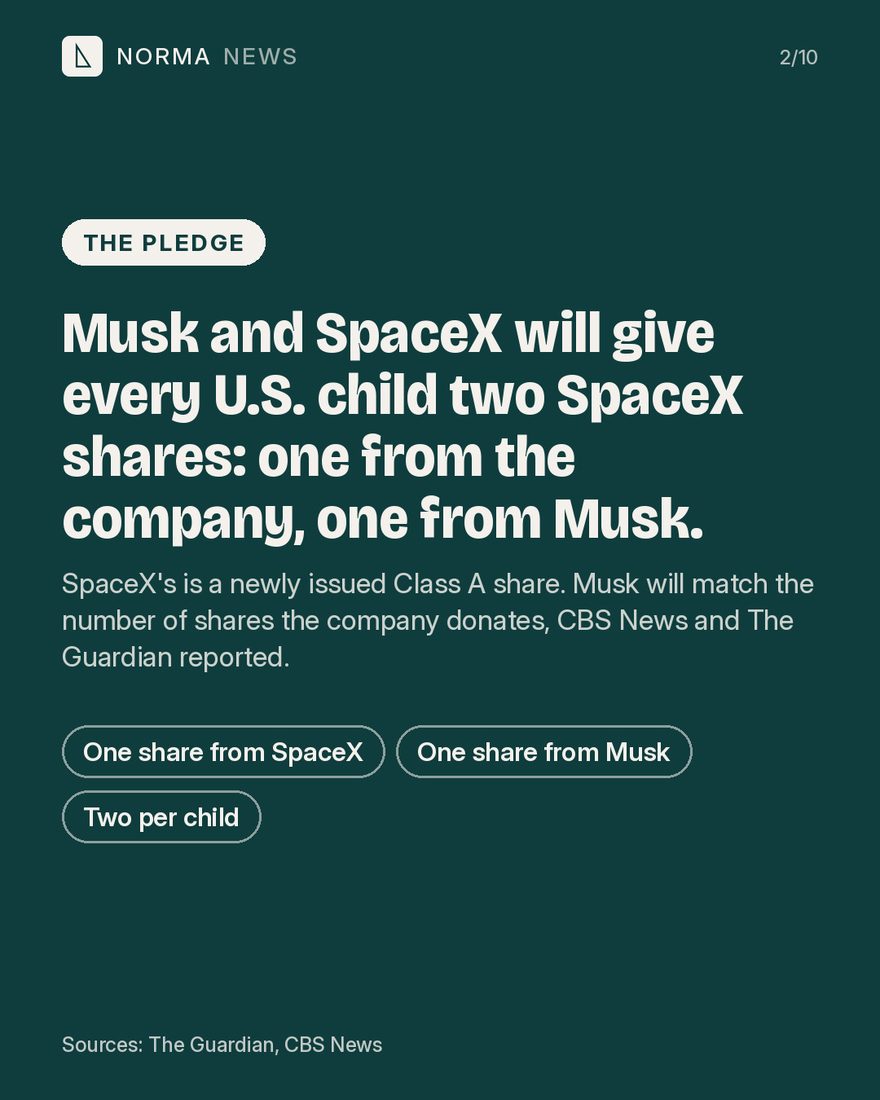 NORMA NEWS
2/10
THE PLEDGE
Musk and SpaceX will give
every U.S. child two SpaceX
shares: one from the
company, one from Musk.
SpaceX's is a newly issued Class A share. Musk will match the
number of shares the company donates, CBS News and The
Guardian reported.
One share from SpaceX
One share from Musk
Two per child
Sources: The Guardian, CBS News